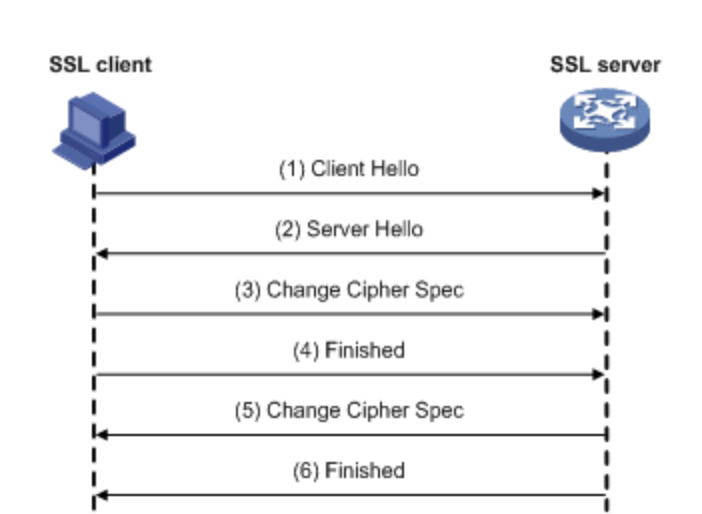 SSL client
SSL server
(1) Client Hello
(2) Server Hello
(3) Change Cipher Spec
(4) Finished
(5) Change Cipher Spec
(6) Finished